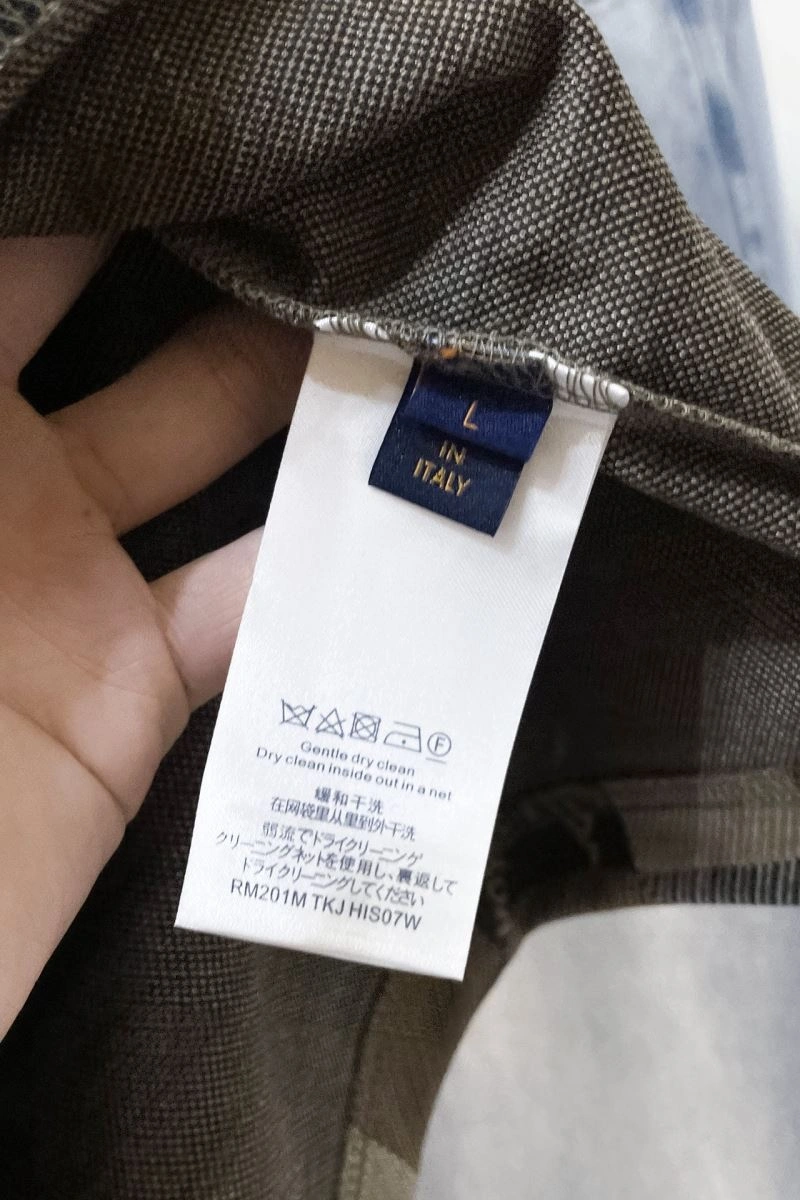 L
IN
ITALY
F
Gentle dry clean
Dry clean inside out in a net
缓和干洗
在网袋里从里到外干洗
弱流でドライクリーニング
クリーニングネットを使用し、裏返して
ドライクリーニングしてください
RM201M TKJ HIS07W